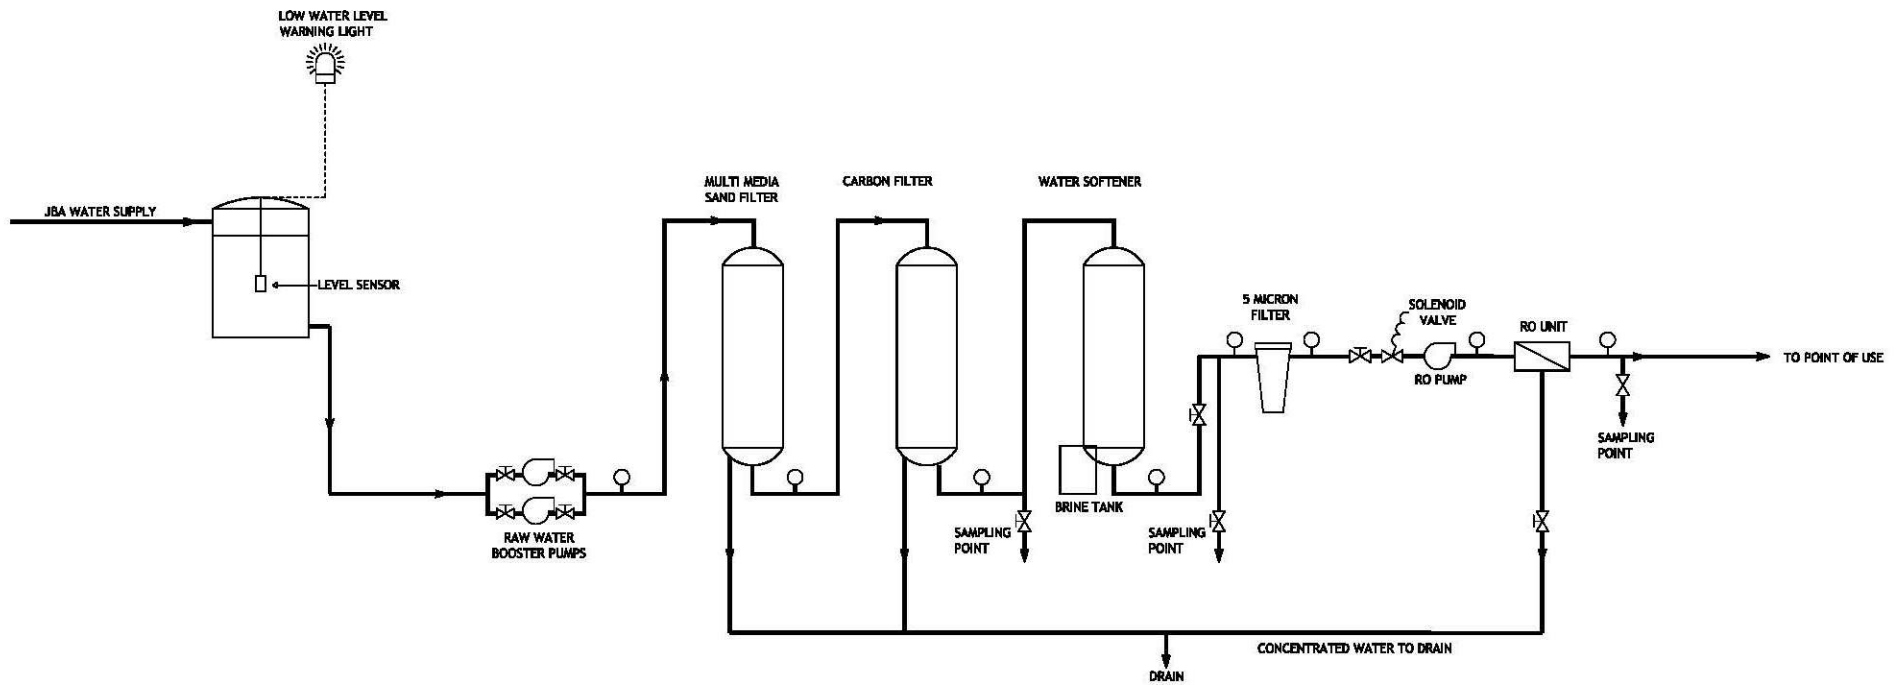 LOW WATER LEVEL
WARNING LIGHT
JBA WATER SUPPLY
LEVEL SENSOR
RAW WATER
BOOSTER PUMPS
MULTI MEDIA
SAND FILTER
CARBON FILTER
WATER SOFTENER
SAMPLING
POINT
BRINE TANK
SAMPLING
POINT
5 MICRON
FILTER
SOLENOID
VALVE
RO PUMP
RO UNIT
TO POINT OF USE
SAMPLING
POINT
CONCENTRATED WATER TO DRAIN
DRAIN